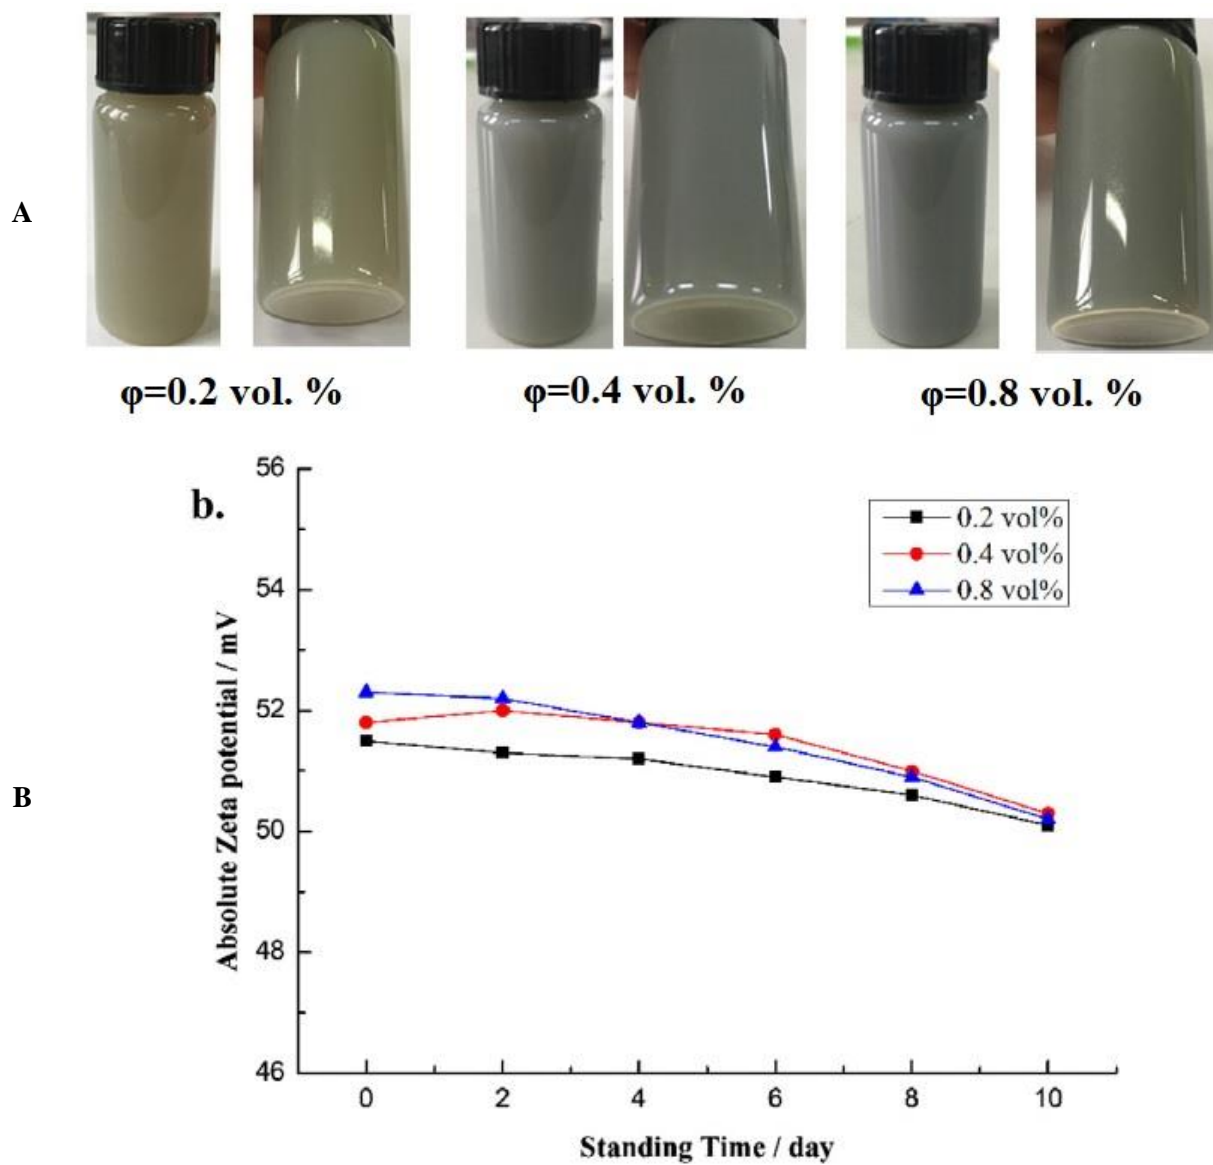 A
φ=0.2 vol. %
φ=0.4 vol. %
φ=0.8 vol. %
B
b.
56
54
52
50
48
46
Absolute Zeta potential / mV
0.2 vol%
0.4 vol%
0.8 vol%
0
2
4
6
8
10
Standing Time / day